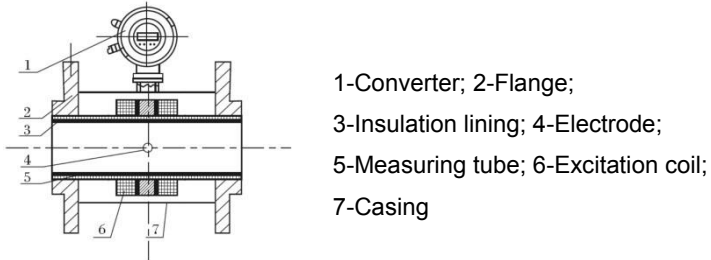 1
2
3
4
5
6
7
1-Converter; 2-Flange;
3-Insulation lining; 4-Electrode;
5-Measuring tube; 6-Excitation coil;
7-Casing